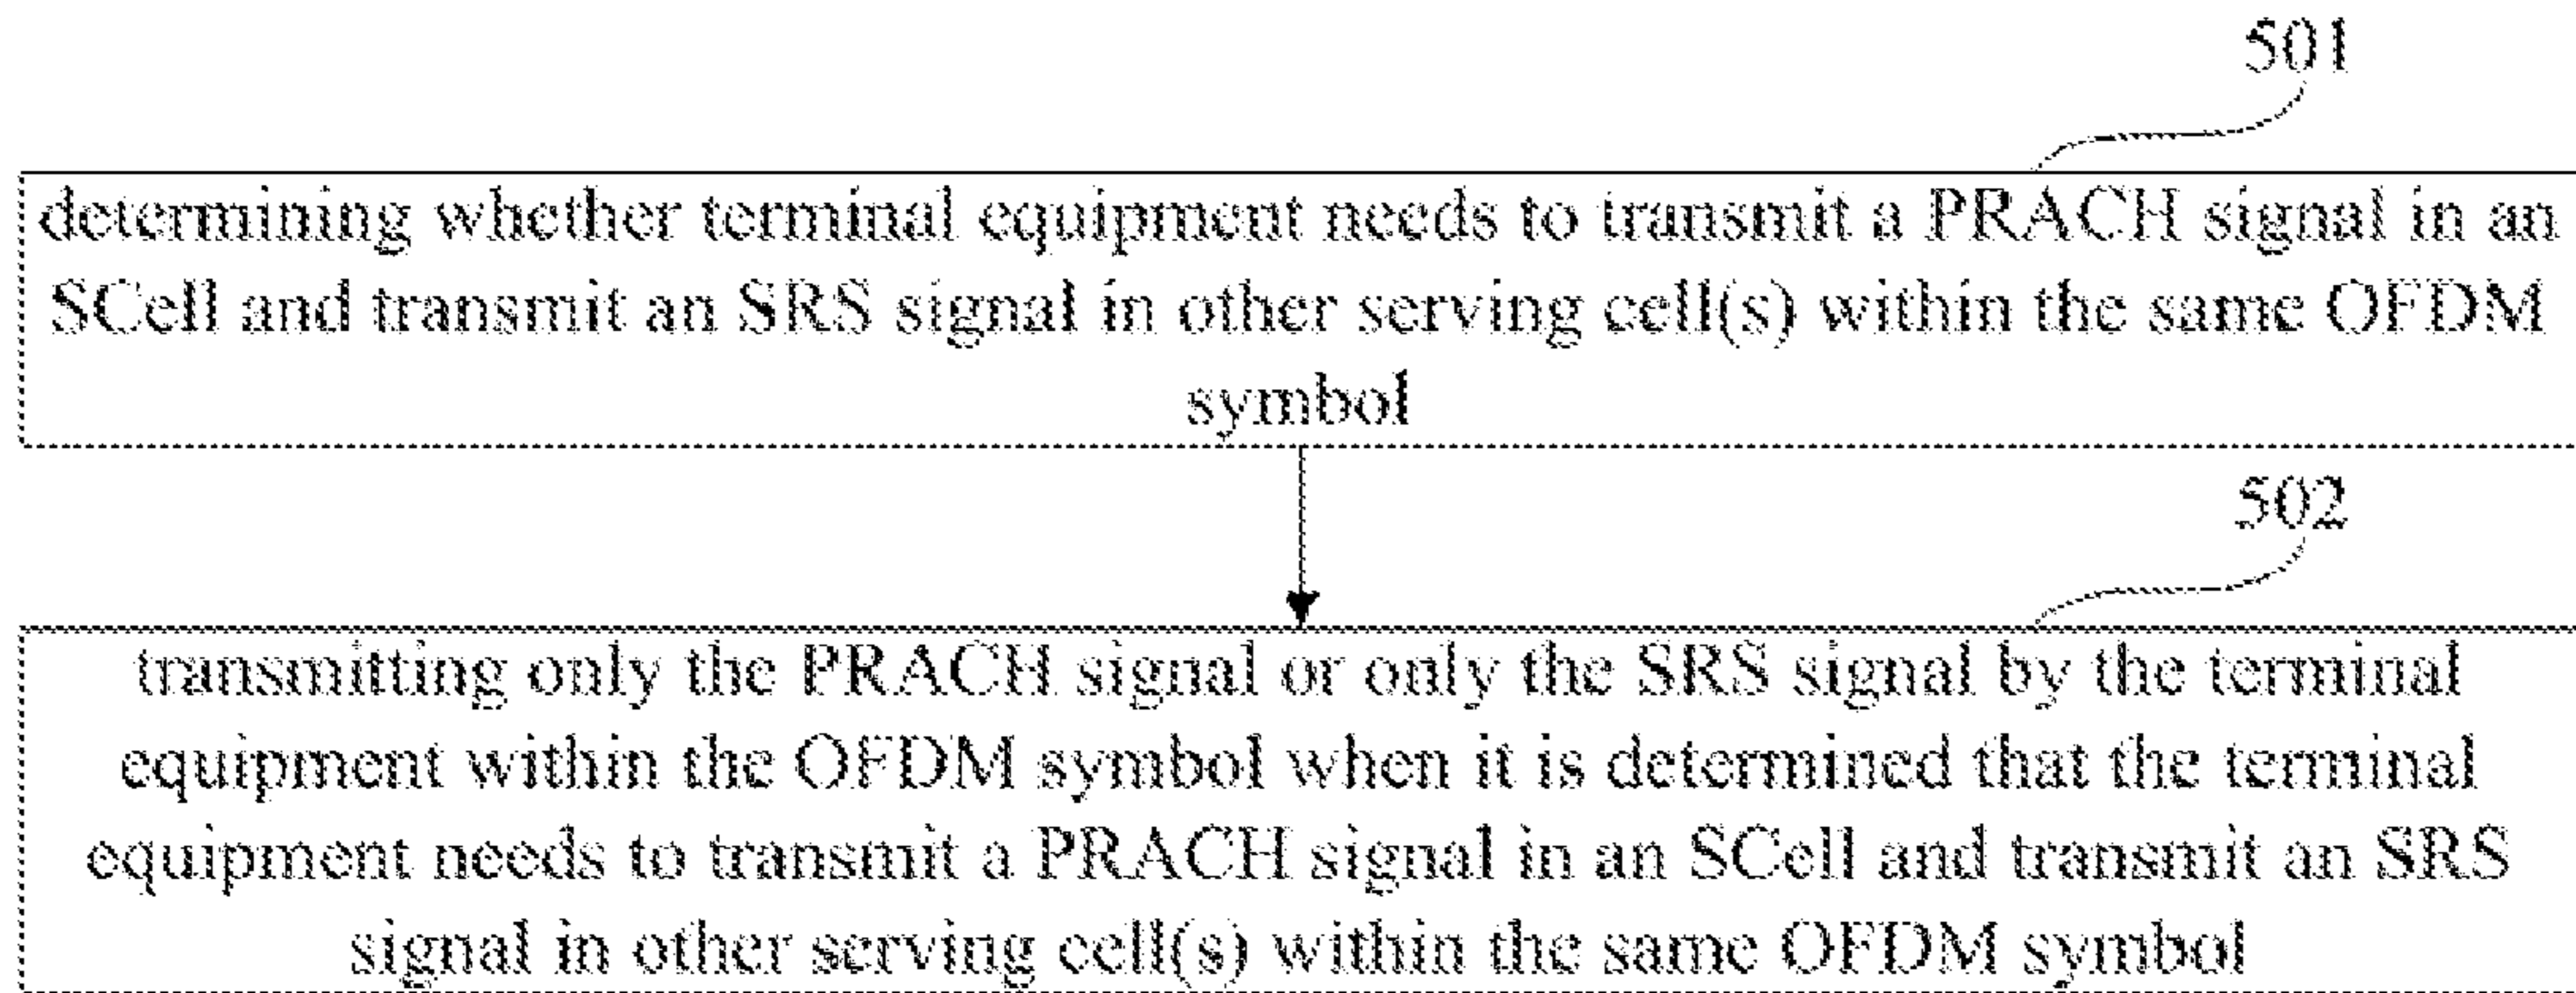 501
determining whether terminal equipment needs to transmit a PRACH signal in an
SCell and transmit an SRS signal in other serving cell(s) within the same OFDM
symbol
502
transmitting only the PRACH signal or only the SRS signal by the terminal
equipment within the OFDM symbol when it is determined that the terminal
equipment needs to transmit a PRACH signal in an SCell and transmit an SRS
signal in other serving cell(s) within the same OFDM symbol